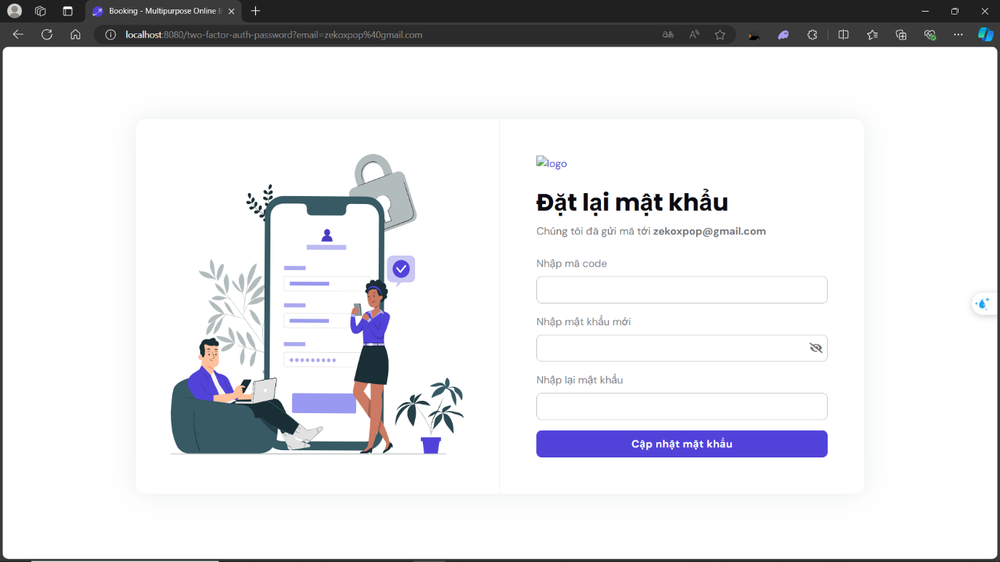 Booking - Multipurpose Online B
localhost:8080/two-factor-auth-password?email=zekoxpop%40gmail.com
logo
Đặt lại mật khẩu
Chúng tôi đã gửi mã tới zekoxpop@gmail.com
Nhập mã code
Nhập mật khẩu mới
Nhập lại mật khẩu
Cập nhật mật khẩu